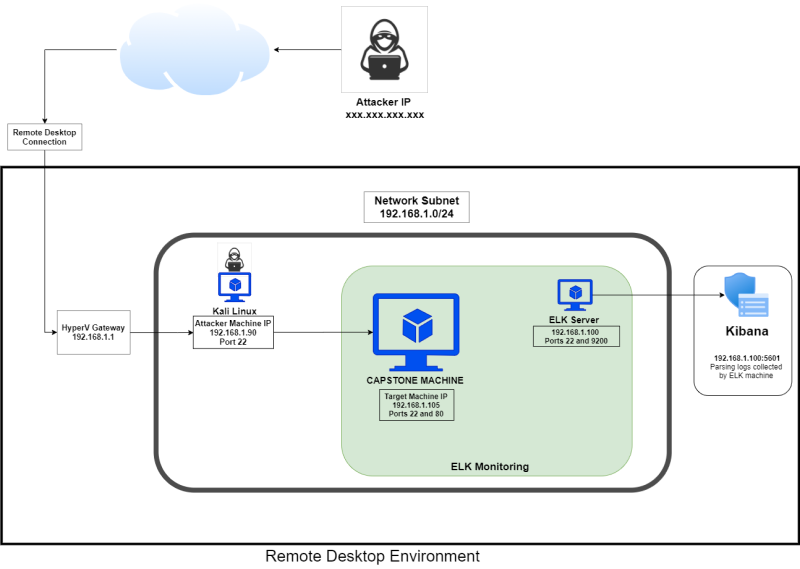 Attacker IP
xxx.xxx.xxx.xxx
Remote Desktop
Connection
Network Subnet
192.168.1.0/24
Kali Linux
Attacker Machine IP
192.168.1.90
Port 22
HyperV Gateway
192.168.1.1
CAPSTONE MACHINE
Target Machine IP
192.168.1.105
Ports 22 and 80
ELK Server
192.168.1.100
Ports 22 and 9200
ELK Monitoring
Kibana
192.168.1.100:5601
Parsing logs collected
by ELK machine
Remote Desktop Environment